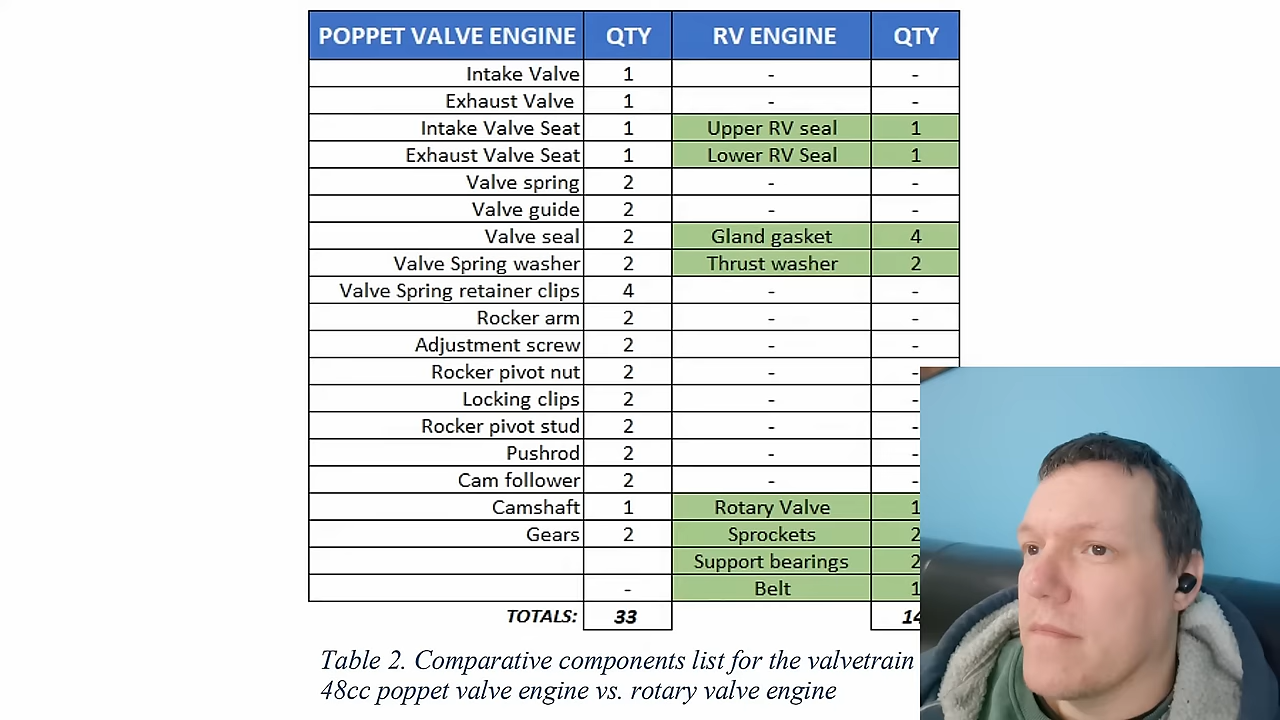 POPPET VALVE ENGINE QTY RV ENGINE QTY
Intake Valve 1 - -
Exhaust Valve 1 - -
Intake Valve Seat 1 Upper RV seal 1
Exhaust Valve Seat 1 Lower RV Seal 1
Valve spring 2 - -
Valve guide 2 - -
Valve seal 2 Gland gasket 4
Valve Spring washer 2 Thrust washer 2
Valve Spring retainer clips 4 - -
Rocker arm 2 - -
Adjustment screw 2 - -
Rocker pivot nut 2 - -
Locking clips 2 - -
Rocker pivot stud 2 - -
Pushrod 2 - -
Cam follower 2 - -
Camshaft 1 Rotary Valve 1
Gears 2 Sprockets 2
Support bearings 2
- Belt 1
TOTALS: 33 14
Table 2. Comparative components list for the valvetrain
48cc poppet valve engine vs. rotary valve engine